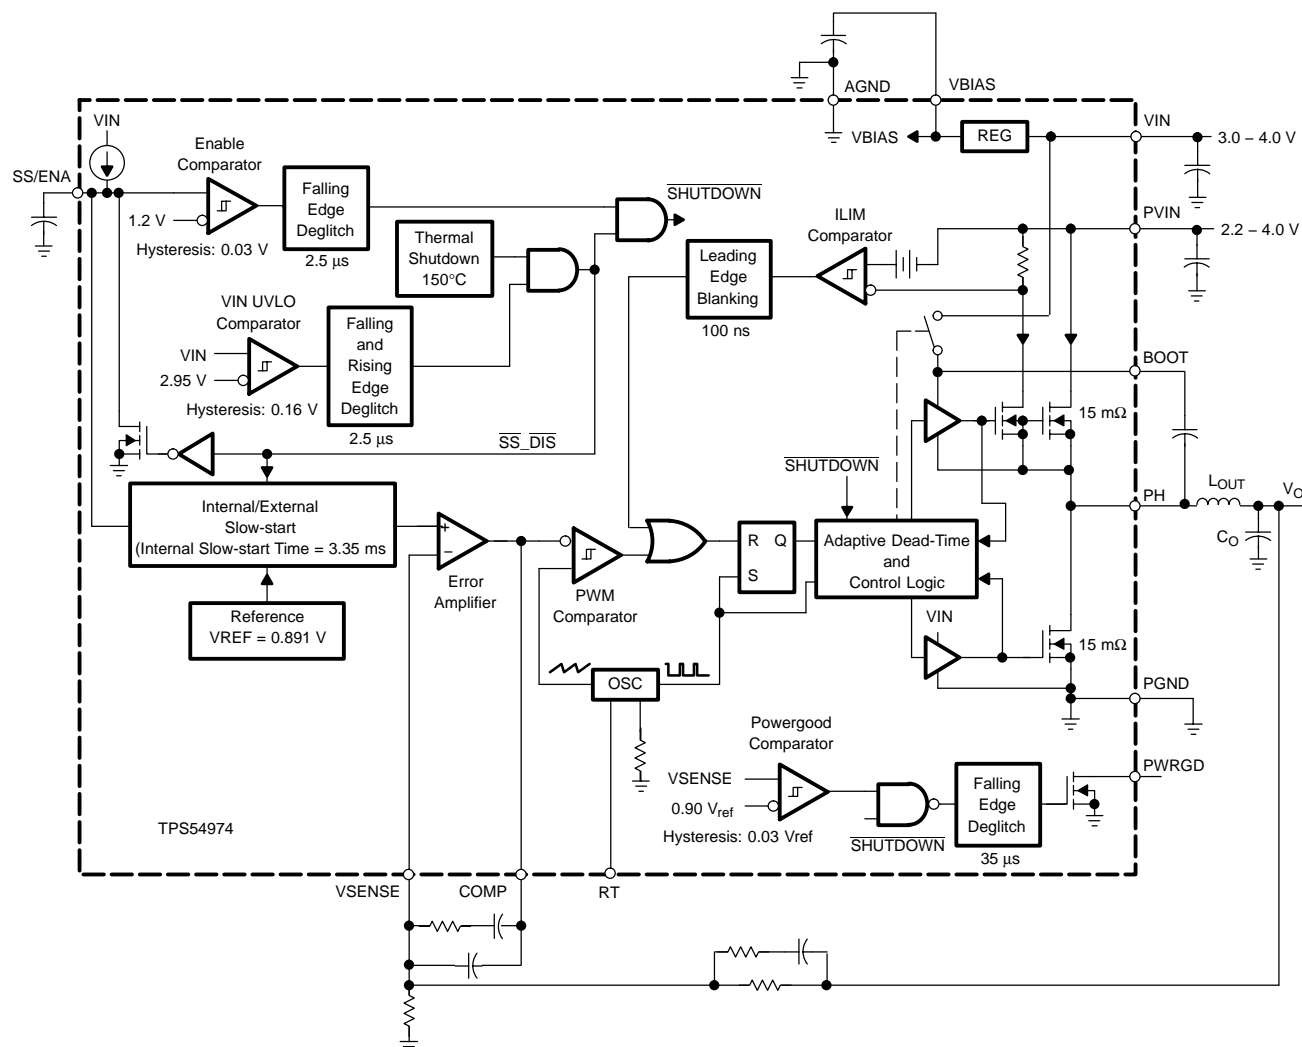 AGND
VBIAS
VIN
VBIAS
REG
VIN
3.0 – 4.0 V
Enable
Comparator
SS/ENA
1.2 V
Hysteresis: 0.03 V
Falling
Edge
Deglitch
2.5 µs
SHUTDOWN
Thermal
Shutdown
150°C
ILIM
Comparator
Leading
Edge
Blanking
100 ns
PVIN
2.2 – 4.0 V
VIN UVLO
Comparator
VIN
2.95 V
Hysteresis: 0.16 V
Falling
and
Rising
Edge
Deglitch
2.5 µs
BOOT
15 mΩ
SS_DIS
SHUTDOWN
Internal/External
Slow-start
(Internal Slow-start Time = 3.35 ms
Reference
VREF = 0.891 V
+
−
Error
Amplifier
PWM
Comparator
R Q
S
Adaptive Dead-Time
and
Control Logic
PH
LOUT
VO
CO
VIN
15 mΩ
OSC
PGND
Powergood
Comparator
VSENSE
0.90 Vref
Hysteresis: 0.03 Vref
SHUTDOWN
Falling
Edge
Deglitch
35 µs
PWRGD
TPS54974
VSENSE
COMP
RT